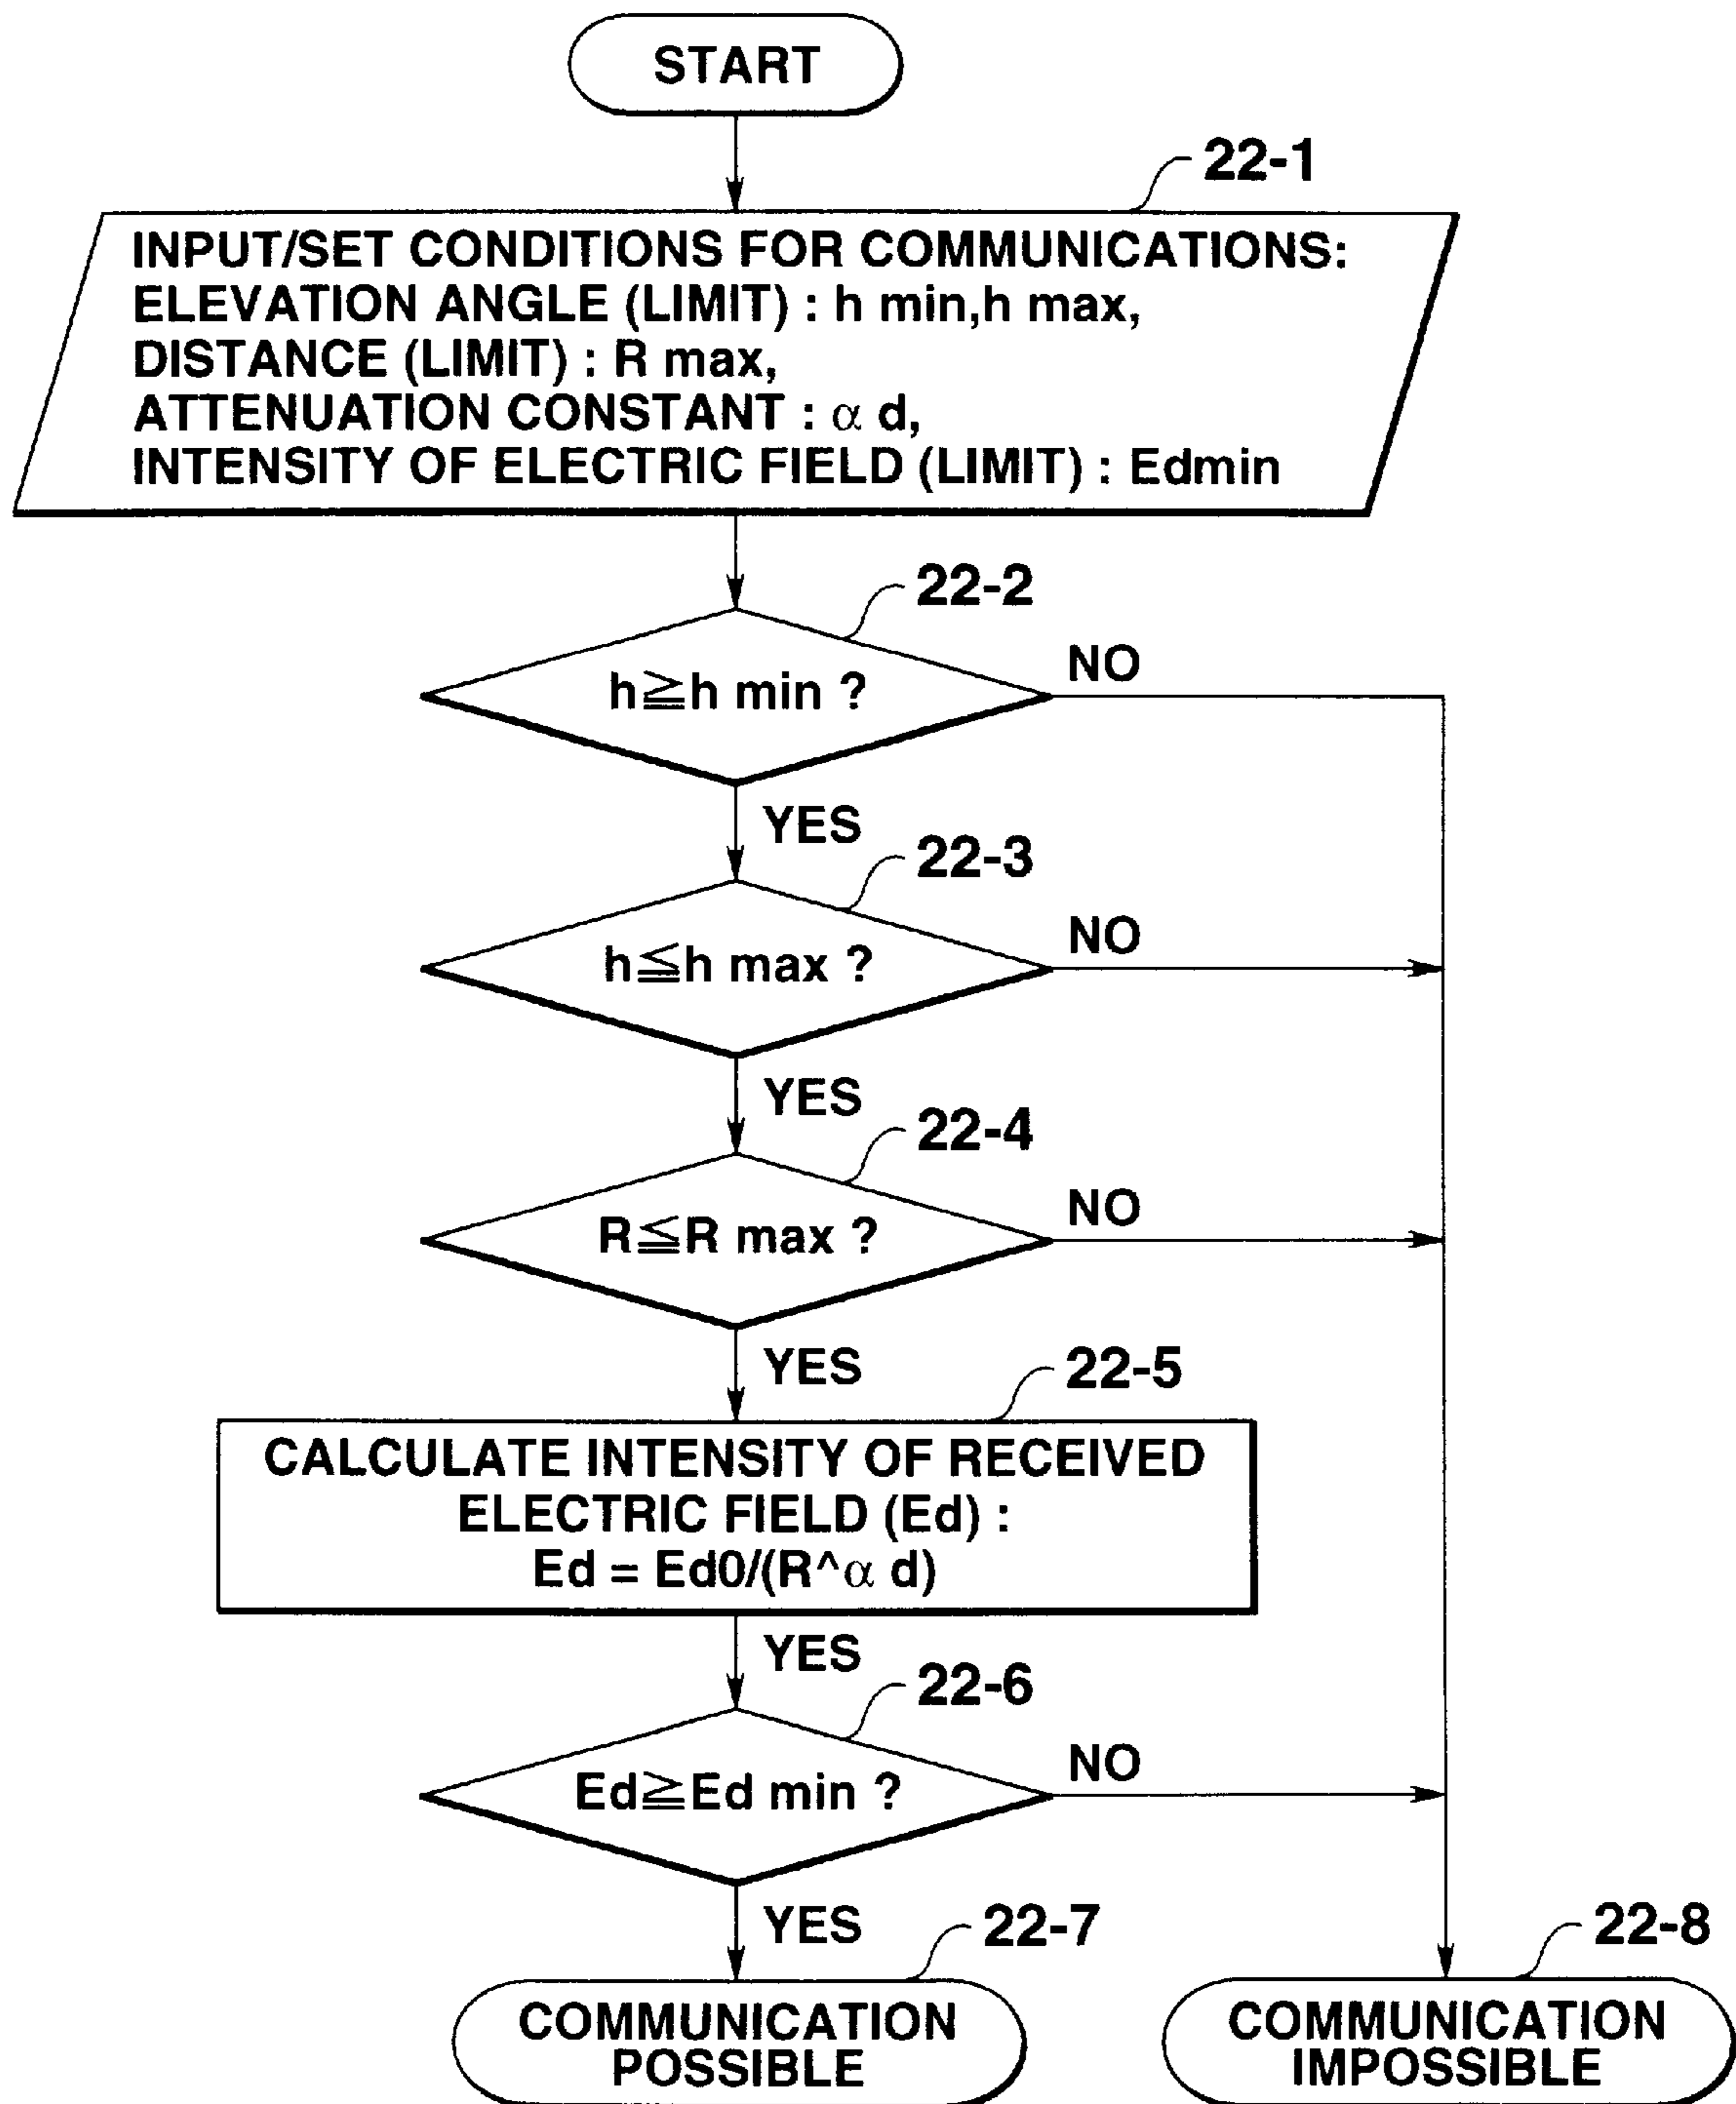 START
22-1
INPUT/SET CONDITIONS FOR COMMUNICATIONS:
ELEVATION ANGLE (LIMIT) : h min,h max,
DISTANCE (LIMIT) : R max,
ATTENUATION CONSTANT : α d,
INTENSITY OF ELECTRIC FIELD (LIMIT) : Edmin
22-2
h≧h min ?
NO
YES
22-3
h≦h max ?
NO
YES
22-4
R≦R max ?
NO
YES
22-5
CALCULATE INTENSITY OF RECEIVED
ELECTRIC FIELD (Ed) :
Ed = Ed0/(R^α d)
YES
22-6
Ed≧Ed min ?
NO
YES
22-7
COMMUNICATION
POSSIBLE
22-8
COMMUNICATION
IMPOSSIBLE